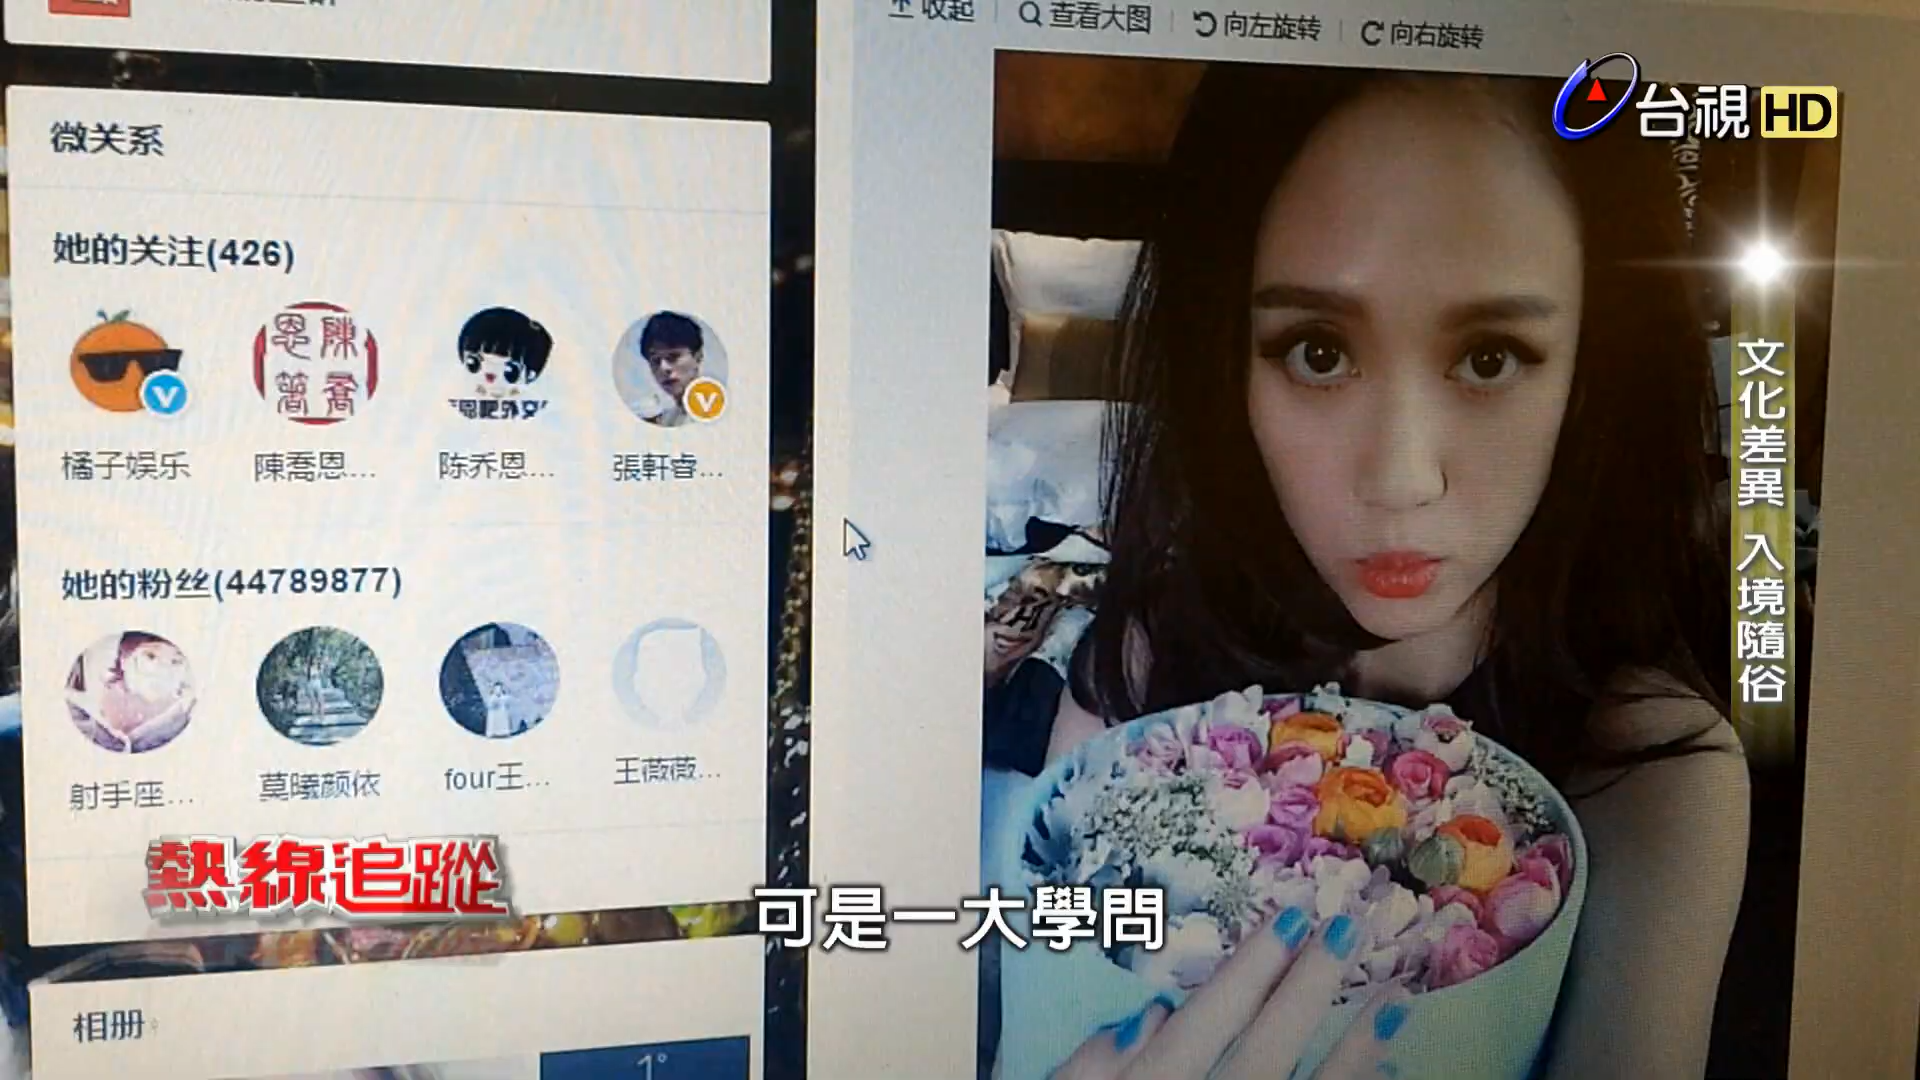 收起
查看大图
向左旋转
向右旋转
台視 HD
微关系
她的关注(426)
橘子娱乐
陳喬恩...
陈乔恩...
張軒睿...
她的粉丝(44789877)
射手座...
莫曦颜依
four王...
王薇薇...
文化差異 入境隨俗
熱線追蹤
可是一大學問
相册
1°